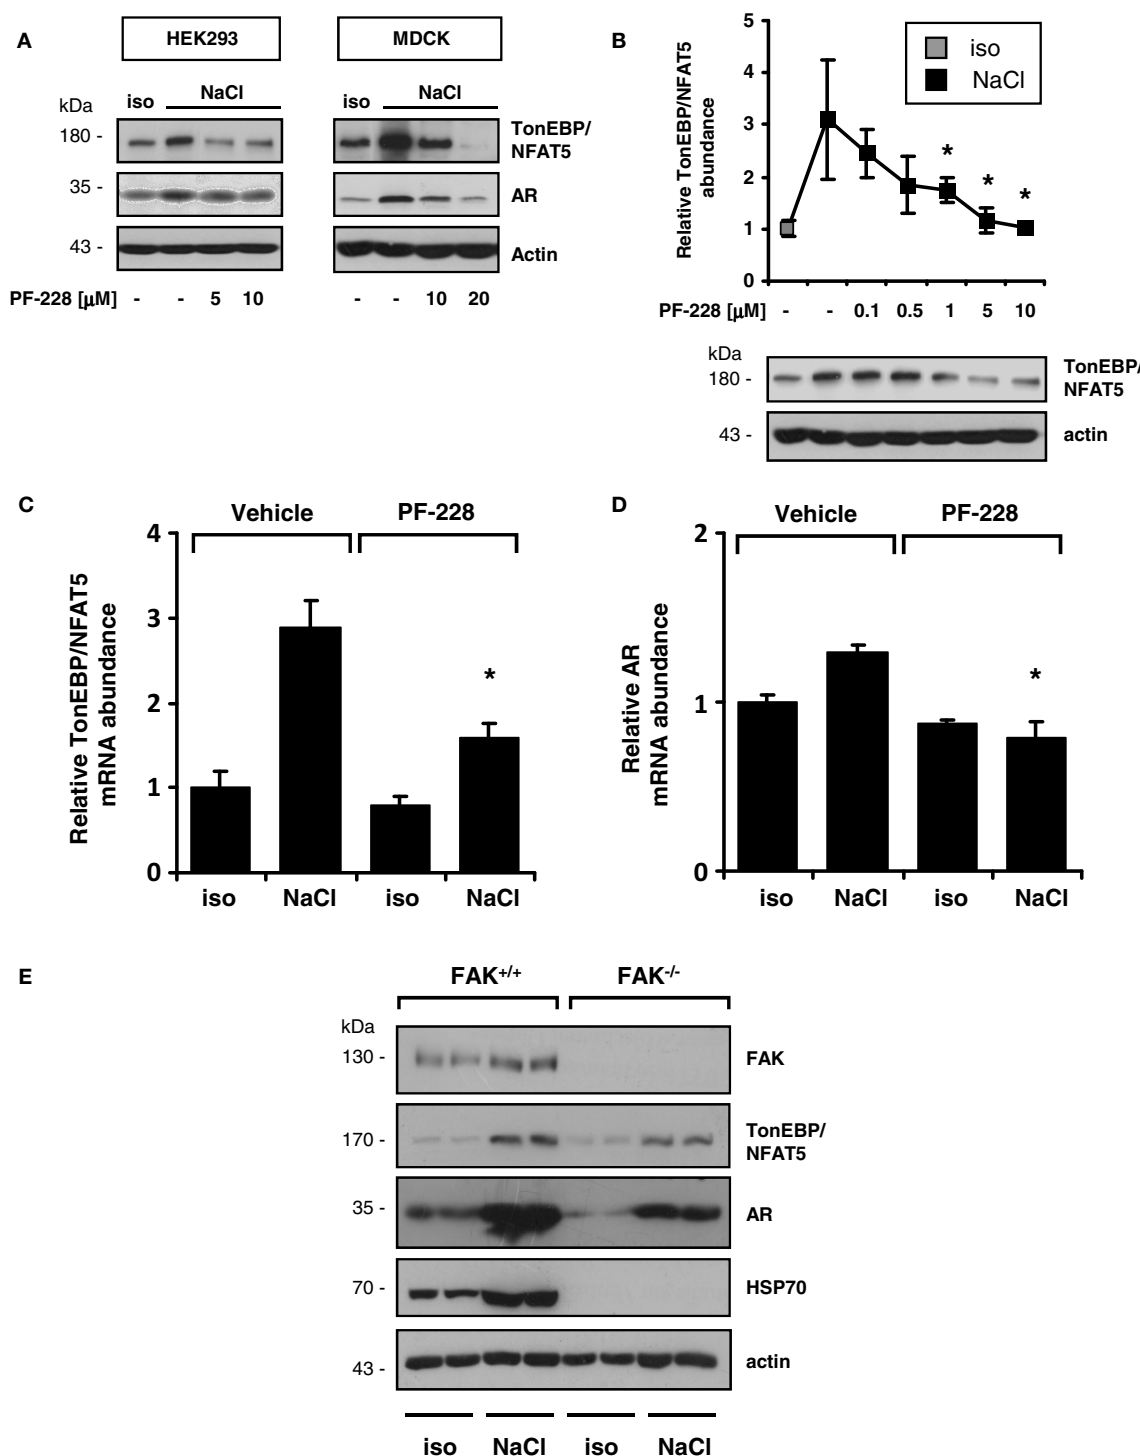 A
HEK293
MDCK
kDa
iso
NaCl
iso
NaCl
180 -
TonEBP/
NFAT5
35 -
AR
43 -
Actin
PF-228 [µM]
-
-
5
10
-
-
10
20
B
Relative TonEBP/NFAT5
abundance
5
4
3
2
1
0
iso
NaCl
*
*
*
PF-228 [µM]
-
-
0.1
0.5
1
5
10
kDa
180 -
TonEBP/
NFAT5
43 -
actin
C
Vehicle
PF-228
Relative TonEBP/NFAT5
mRNA abundance
4
3
2
1
0
*
iso
NaCl
iso
NaCl
D
Vehicle
PF-228
Relative AR
mRNA abundance
2
1
0
*
iso
NaCl
iso
NaCl
E
FAK+/+
FAK-/-
kDa
130 -
FAK
170 -
TonEBP/
NFAT5
35 -
AR
70 -
HSP70
43 -
actin
iso
NaCl
iso
NaCl